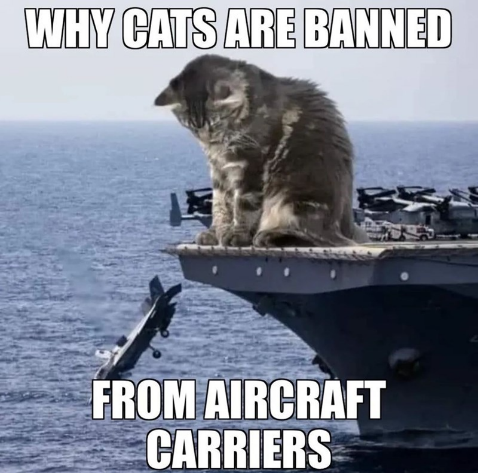 WHY CATS ARE BANNED
FROM AIRCRAFT
CARRIERS